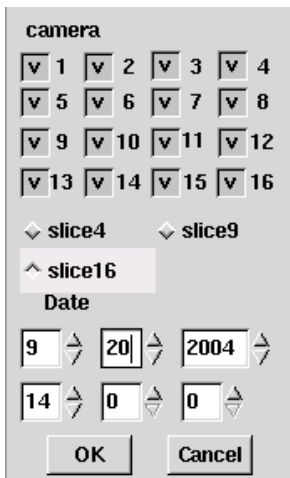 camera
v 1 v 2 v 3 v 4
v 5 v 6 v 7 v 8
v 9 v 10 v 11 v 12
v 13 v 14 v 15 v 16
slice4 slice9
slice16
Date
9 20 2004
14 0 0
OK Cancel